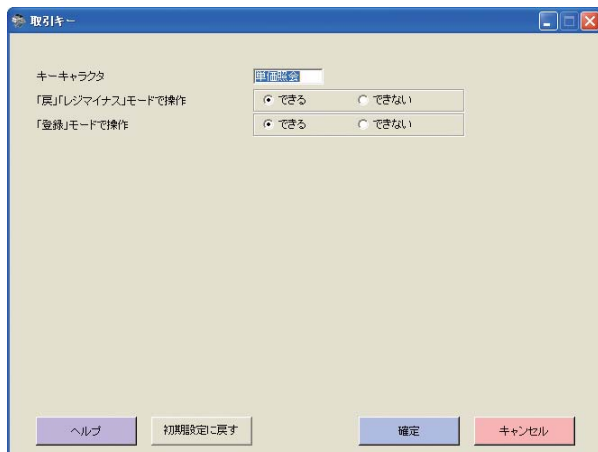 取引キー
キーキャラクタ 単価照会
「戻」「レジマイナス」モードで操作 できる できない
「登録」モードで操作 できる できない
ヘルプ 初期設定に戻す 確定 キャンセル